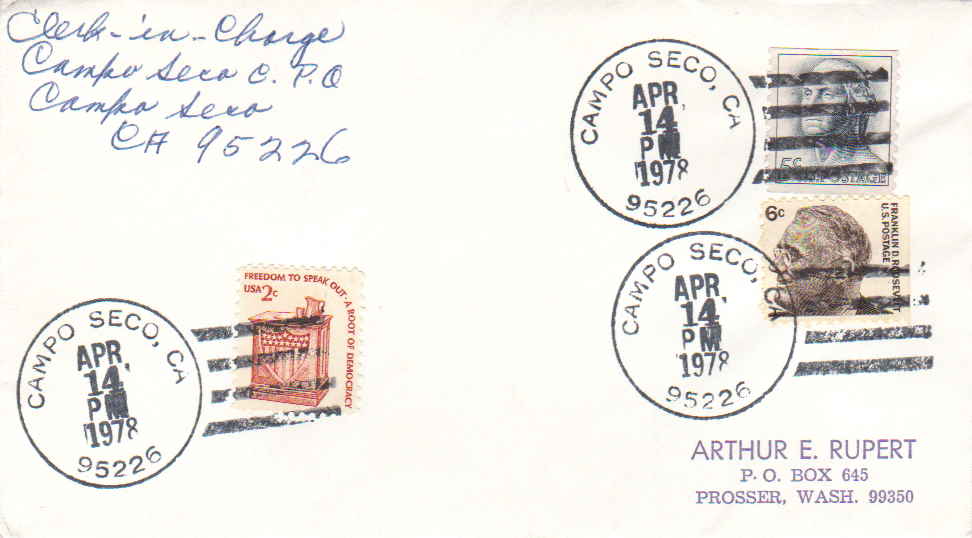 Clerk-in-Charge
Campo Seco C. P. O
Campo Seco
CA 95226
CAMPO SECO, CA
APR
14
PM
1978
95226
5¢
U.S. POSTAGE
6¢
FRANKLIN D. ROOSEVELT
U.S. POSTAGE
CAMPO SECO, CA
APR
14
PM
1978
95226
FREEDOM TO SPEAK OUT · A ROOT OF DEMOCRACY
USA 2c
CAMPO SECO, CA
APR
14
PM
1978
95226
ARTHUR E. RUPERT
P. O. BOX 645
PROSSER, WASH. 99350